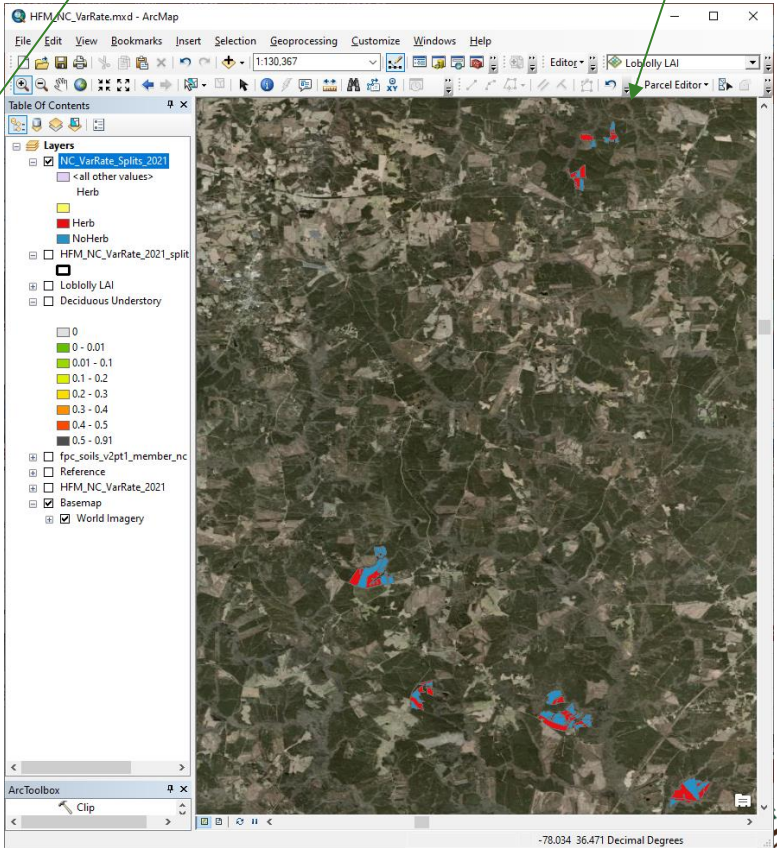 HFM_NC_VarRate.mxd - ArcMap
File Edit View Bookmarks Insert Selection Geoprocessing Customize Windows Help
1:130,367 Editor Loblolly LAI
Parcel Editor
Table Of Contents
Layers
NC_VarRate_Splits_2021
<all other values>
Herb
Herb
NoHerb
HFM_NC_VarRate_2021_split
Loblolly LAI
Deciduous Understory
0
0 - 0.01
0.01 - 0.1
0.1 - 0.2
0.2 - 0.3
0.3 - 0.4
0.4 - 0.5
0.5 - 0.91
fpc_soils_v2pt1_member_nc
Reference
HFM_NC_VarRate_2021
Basemap
World Imagery
ArcToolbox
Clip
-78.034 36.471 Decimal Degrees